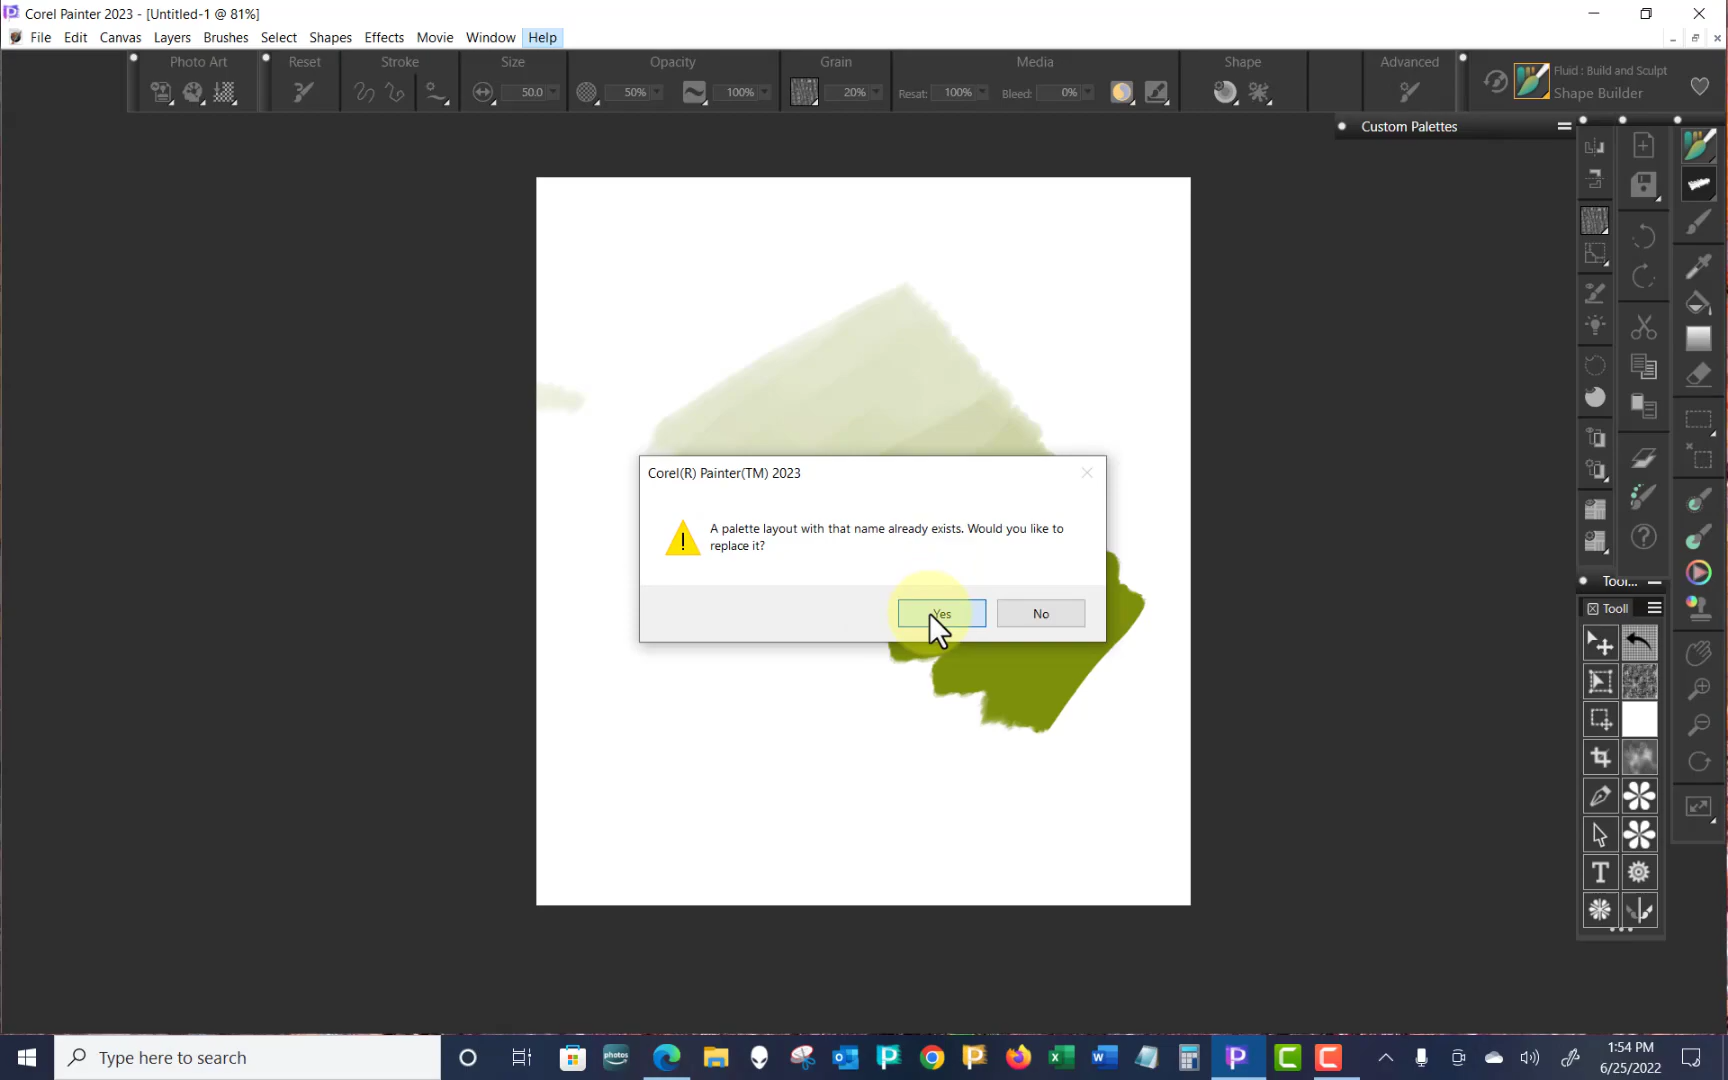 Corel Painter 2023 - [Untitled-1 @ 81%]
File Edit Canvas Layers Brushes Select Shapes Effects Movie Window Help
Photo Art Reset Stroke Size Opacity Grain Media Shape Advanced
50.0 50% 100% 20% Resat: 100% Bleed: 0%
Fluid : Build and Sculpt
Shape Builder
Custom Palettes
Corel(R) Painter(TM) 2023
A palette layout with that name already exists. Would you like to
replace it?
Yes No
Tool...
Tooll
T
Type here to search
photos
1:54 PM
6/25/2022